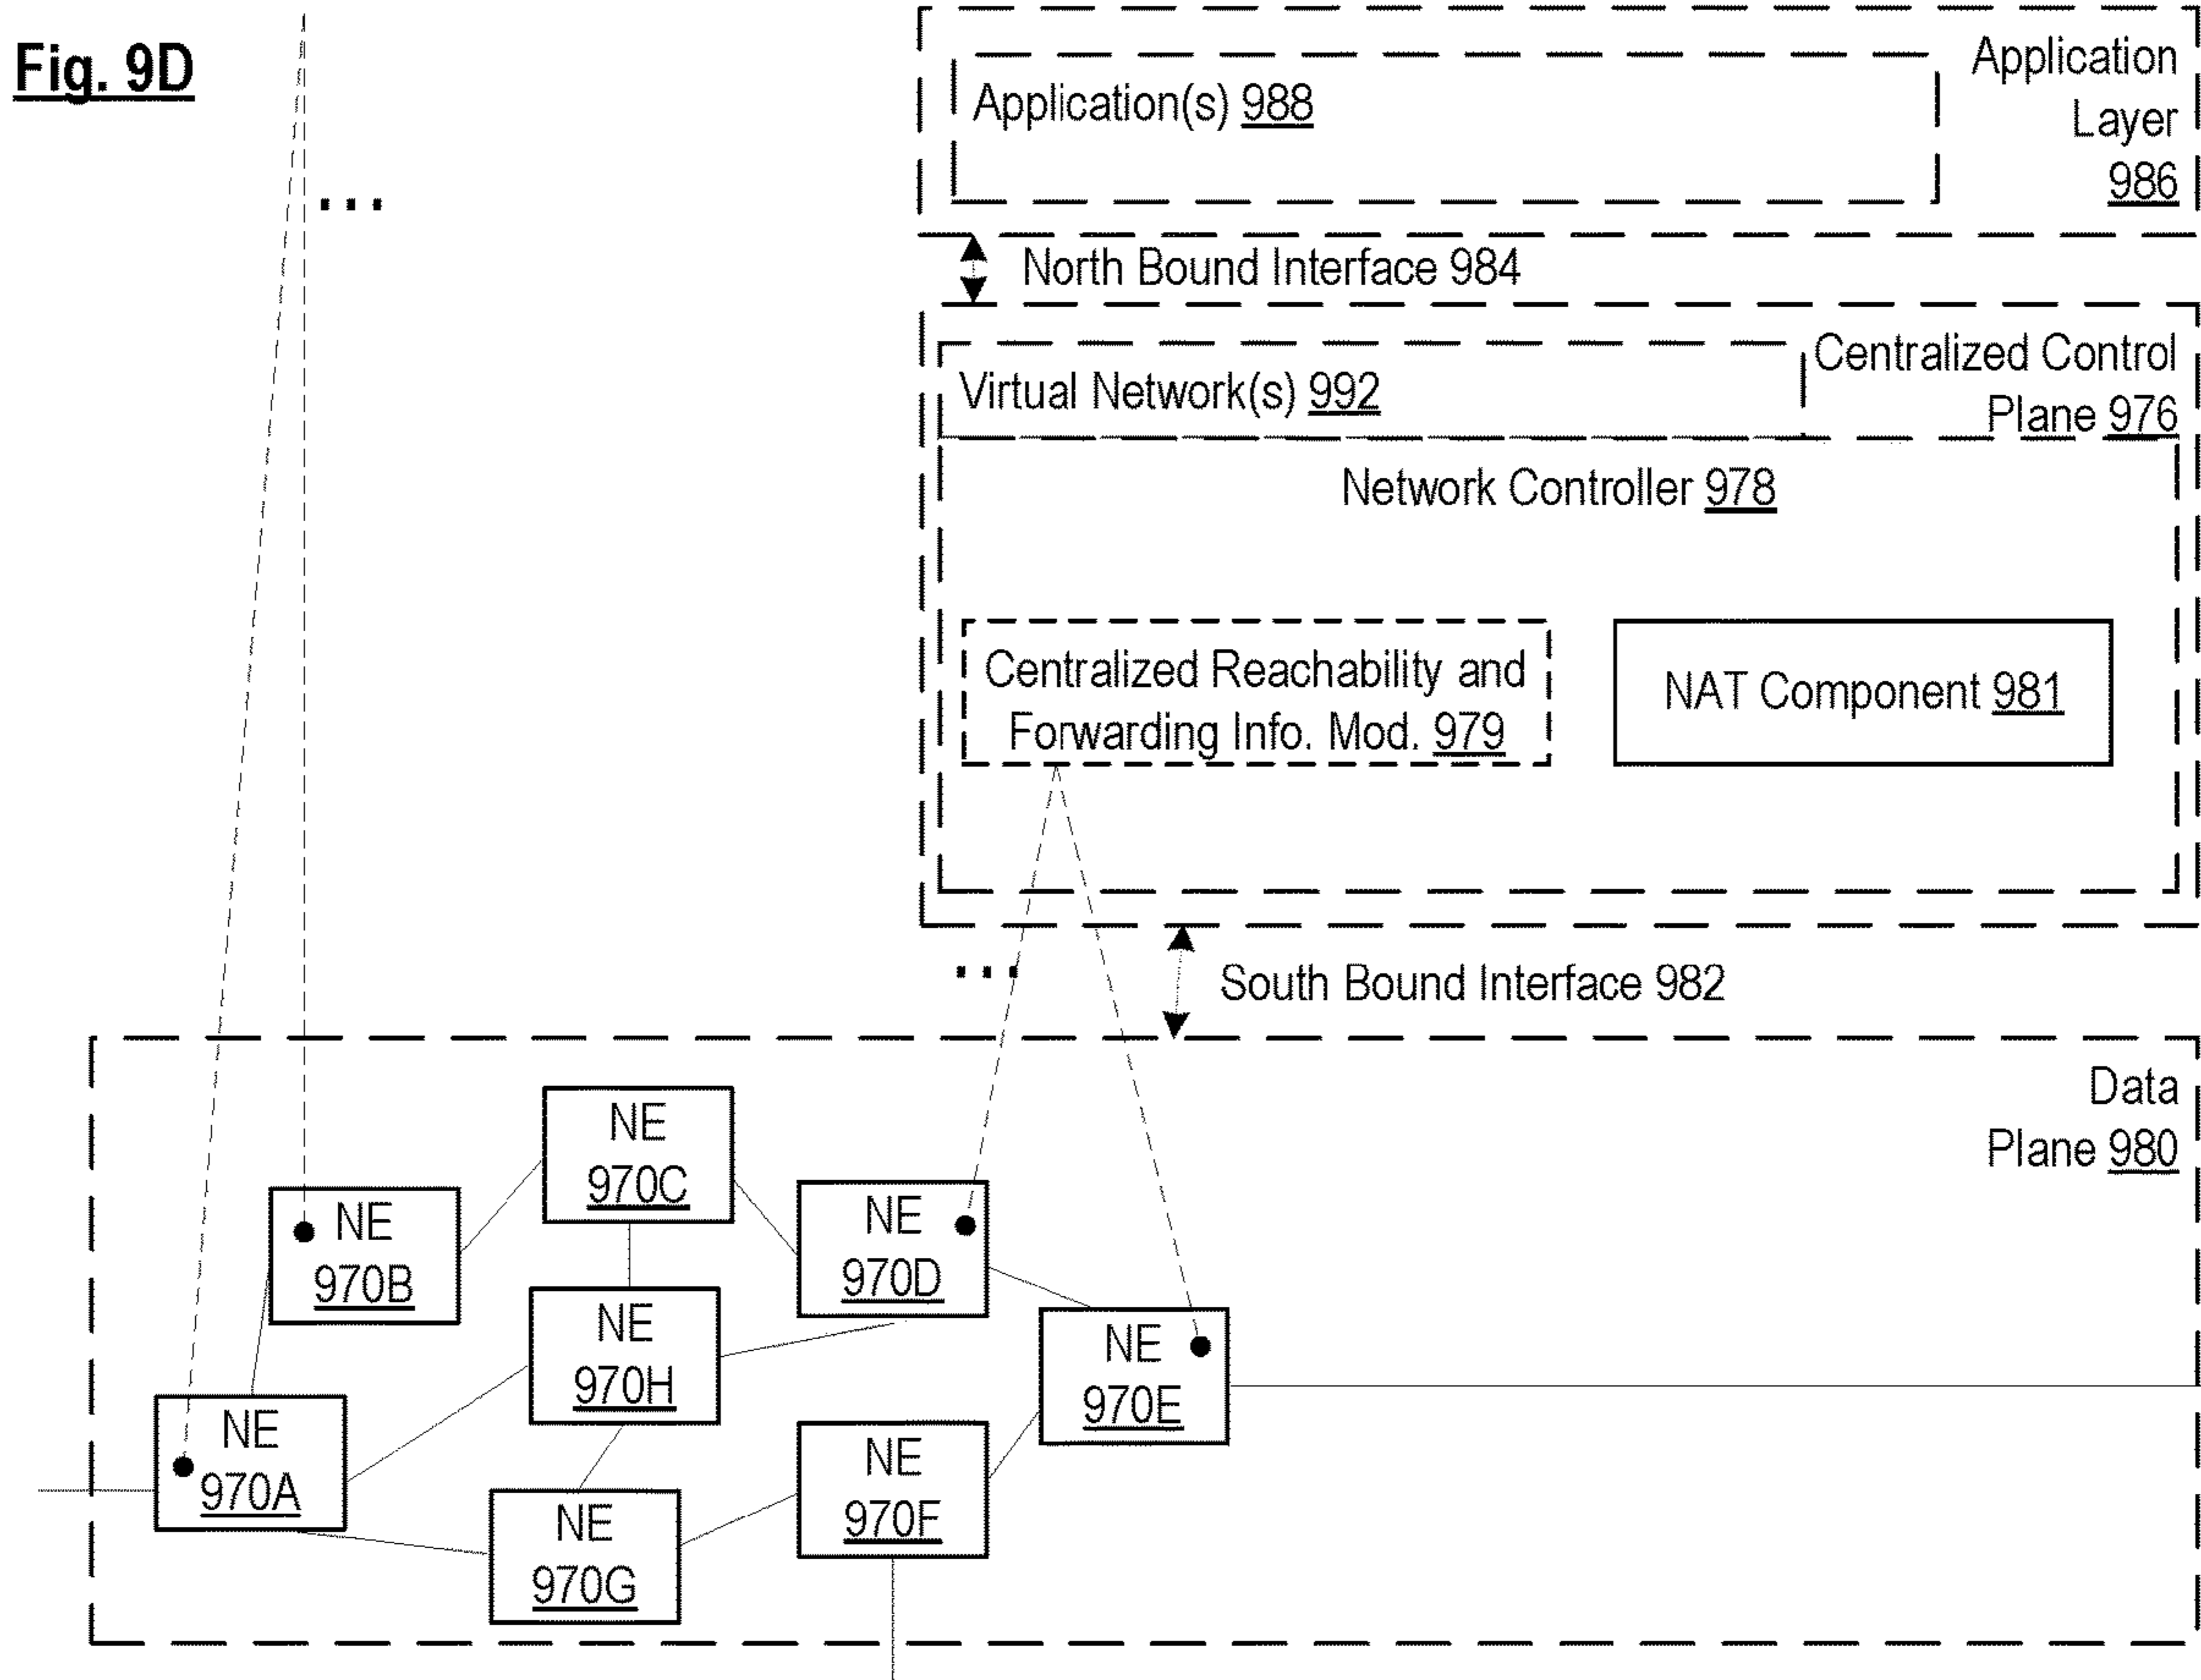 Fig. 9D
Application
Layer
986
Application(s) 988
North Bound Interface 984
Centralized Control
Plane 976
Virtual Network(s) 992
Network Controller 978
Centralized Reachability and
Forwarding Info. Mod. 979
NAT Component 981
South Bound Interface 982
Data
Plane 980
NE
970C
NE
970B
NE
970D
NE
970H
NE
970E
NE
970A
NE
970F
NE
970G